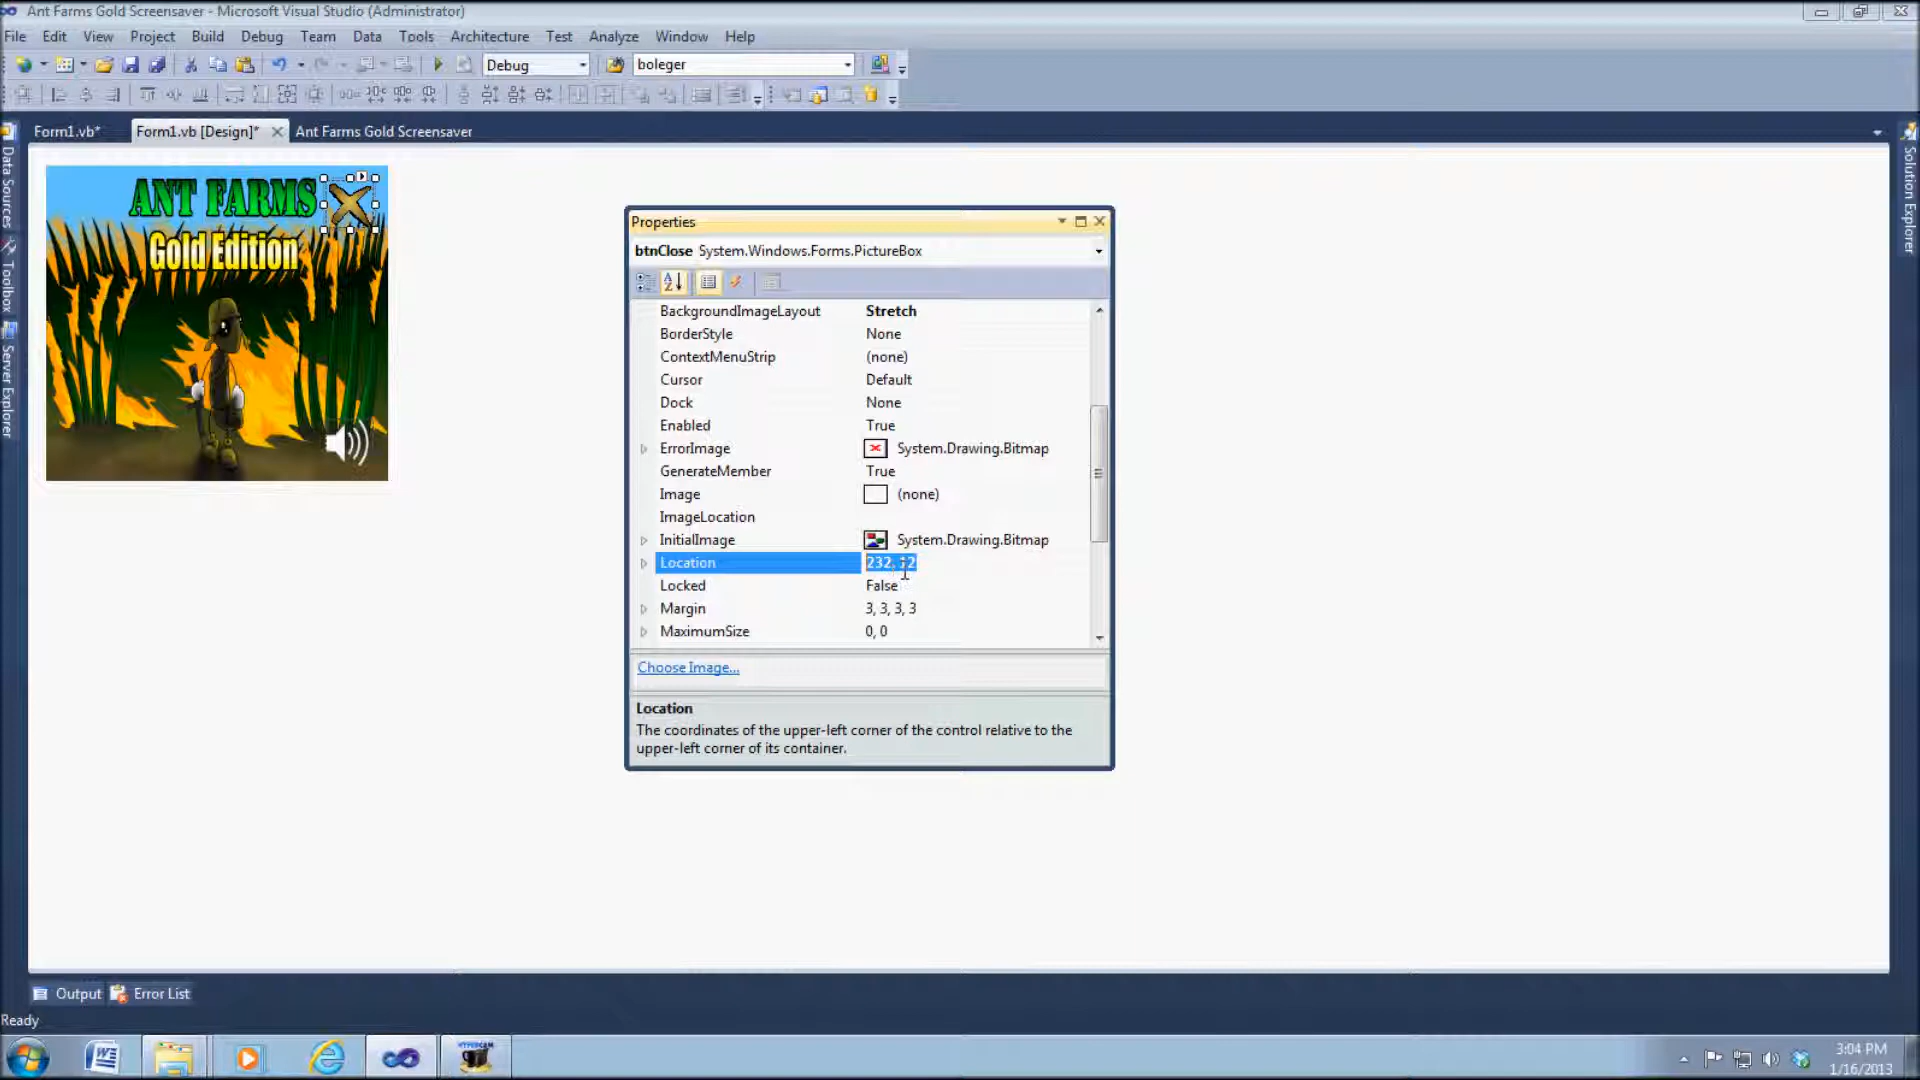 Ant Farms Gold Screensaver - Microsoft Visual Studio (Administrator)
File Edit View Project Build Debug Team Data Tools Architecture Test Analyze Window Help
Debug boleger
Form1.vb* Form1.vb [Design]* Ant Farms Gold Screensaver
Data Sources
Toolbox
Server Explorer
Solution Explorer
ANT FARMS
Gold Edition
Properties
btnClose System.Windows.Forms.PictureBox
BackgroundImageLayout Stretch
BorderStyle None
ContextMenuStrip (none)
Cursor Default
Dock None
Enabled True
ErrorImage System.Drawing.Bitmap
GenerateMember True
Image (none)
ImageLocation
InitialImage System.Drawing.Bitmap
Location 232,
Locked False
Margin 3, 3, 3, 3
MaximumSize 0, 0
Choose Image...
Location
The coordinates of the upper-left corner of the control relative to the
upper-left corner of its container.
Output Error List
Ready
HYPERCAM
3:04 PM
1/16/2013